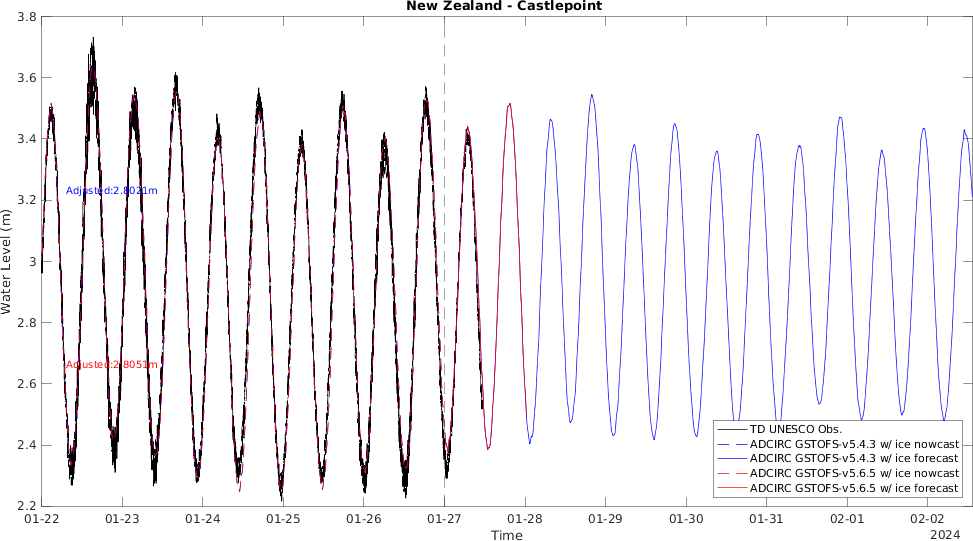 New Zealand - Castlepoint
3.8
3.6
3.4
3.2
3
2.8
2.6
2.4
2.2
Water Level (m)
Adjusted:2.8021m
Adjusted:2.8051m
TD UNESCO Obs.
ADCIRC GSTOFS-v5.4.3 w/ ice nowcast
ADCIRC GSTOFS-v5.4.3 w/ ice forecast
ADCIRC GSTOFS-v5.6.5 w/ ice nowcast
ADCIRC GSTOFS-v5.6.5 w/ ice forecast
01-22 01-23 01-24 01-25 01-26 01-27 01-28 01-29 01-30 01-31 02-01 02-02
Time
2024